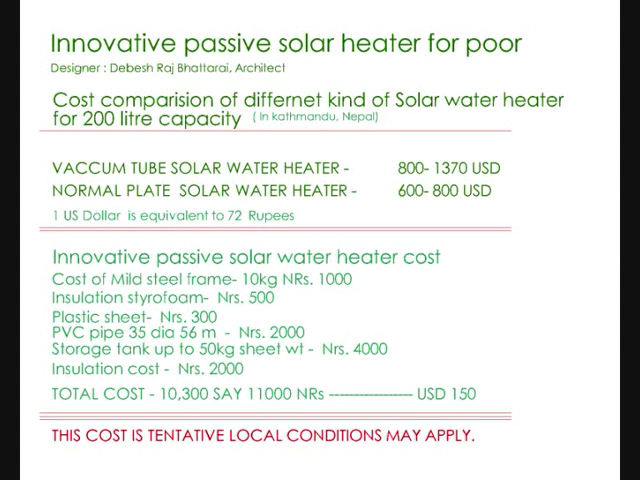 Innovative passive solar heater for poor
Designer : Debesh Raj Bhattarai, Architect
Cost comparision of differnet kind of Solar water heater
for 200 litre capacity ( In kathmandu, Nepal)
VACCUM TUBE SOLAR WATER HEATER - 800- 1370 USD
NORMAL PLATE SOLAR WATER HEATER - 600- 800 USD
1 US Dollar is equivalent to 72 Rupees
Innovative passive solar water heater cost
Cost of Mild steel frame- 10kg NRs. 1000
Insulation styrofoam- Nrs. 500
Plastic sheet- Nrs. 300
PVC pipe 35 dia 56 m - Nrs. 2000
Storage tank up to 50kg sheet wt - Nrs. 4000
Insulation cost - Nrs. 2000
TOTAL COST - 10,300 SAY 11000 NRs ----------------- USD 150
THIS COST IS TENTATIVE LOCAL CONDITIONS MAY APPLY.